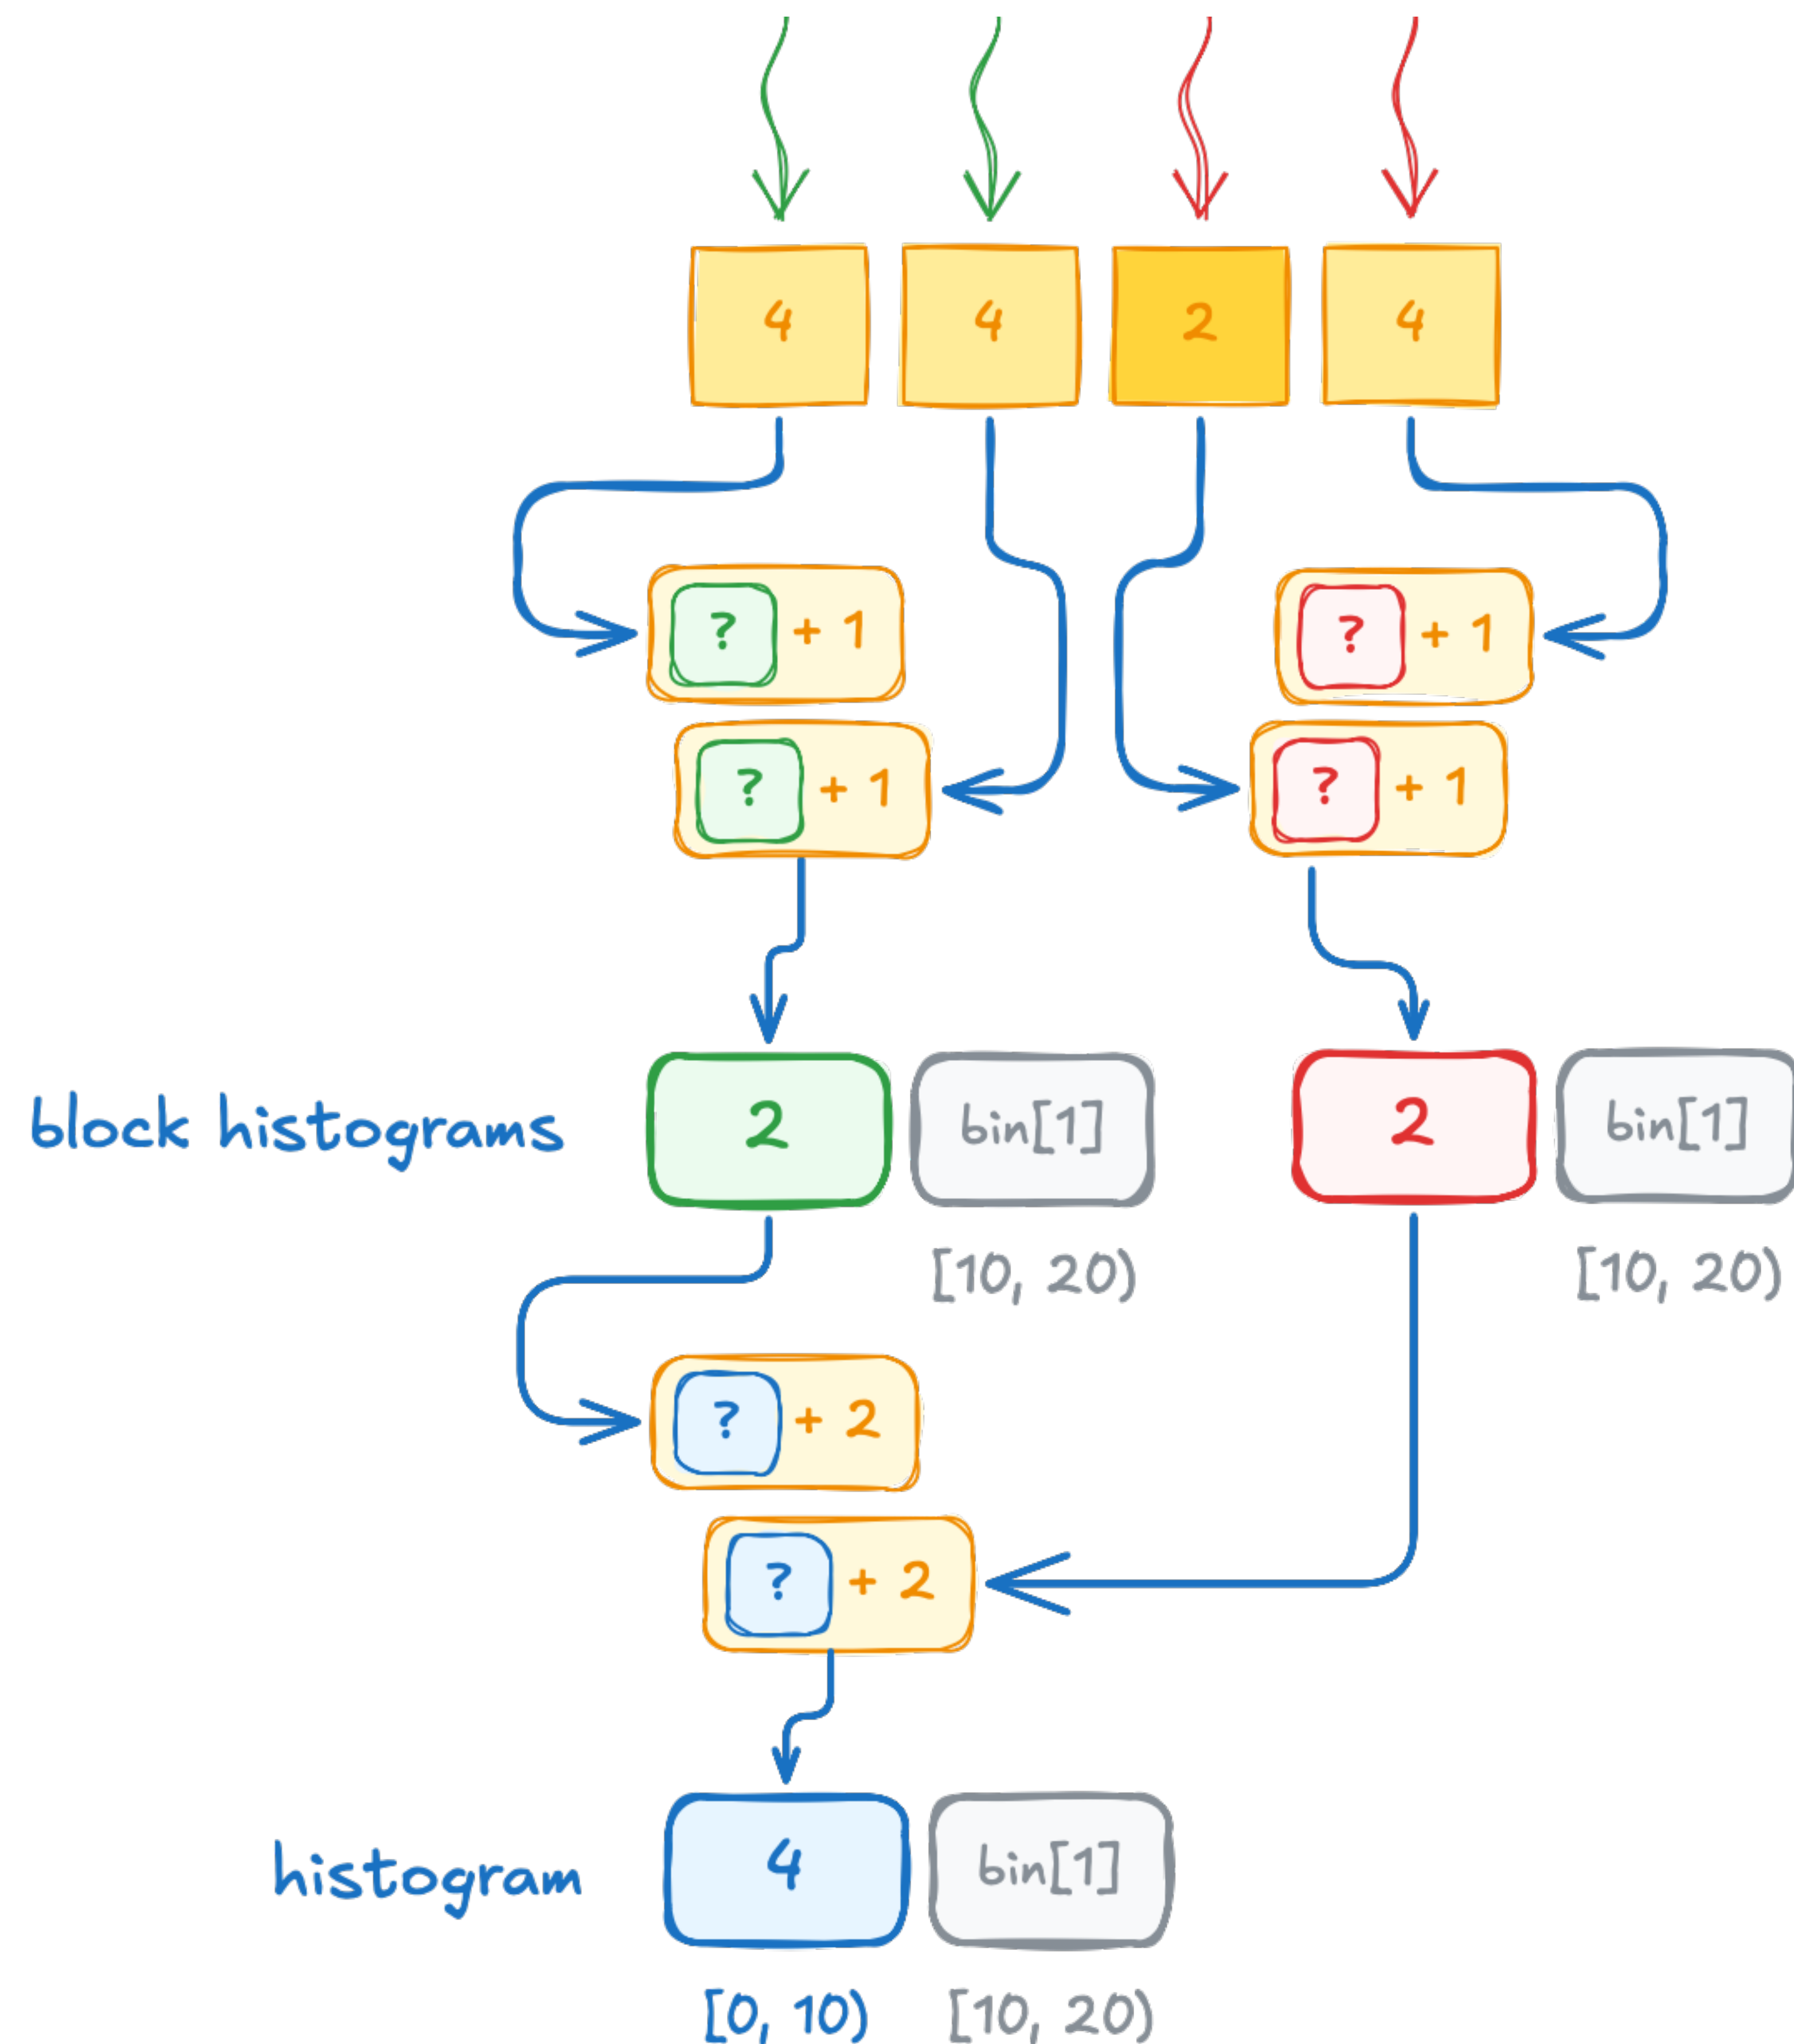 4 4 2 4
? + 1 ? + 1
? + 1 ? + 1
block histograms 2 bin[1] 2 bin[1]
[10, 20) [10, 20)
? + 2
? + 2
histogram 4 bin[1]
[0, 10) [10, 20)